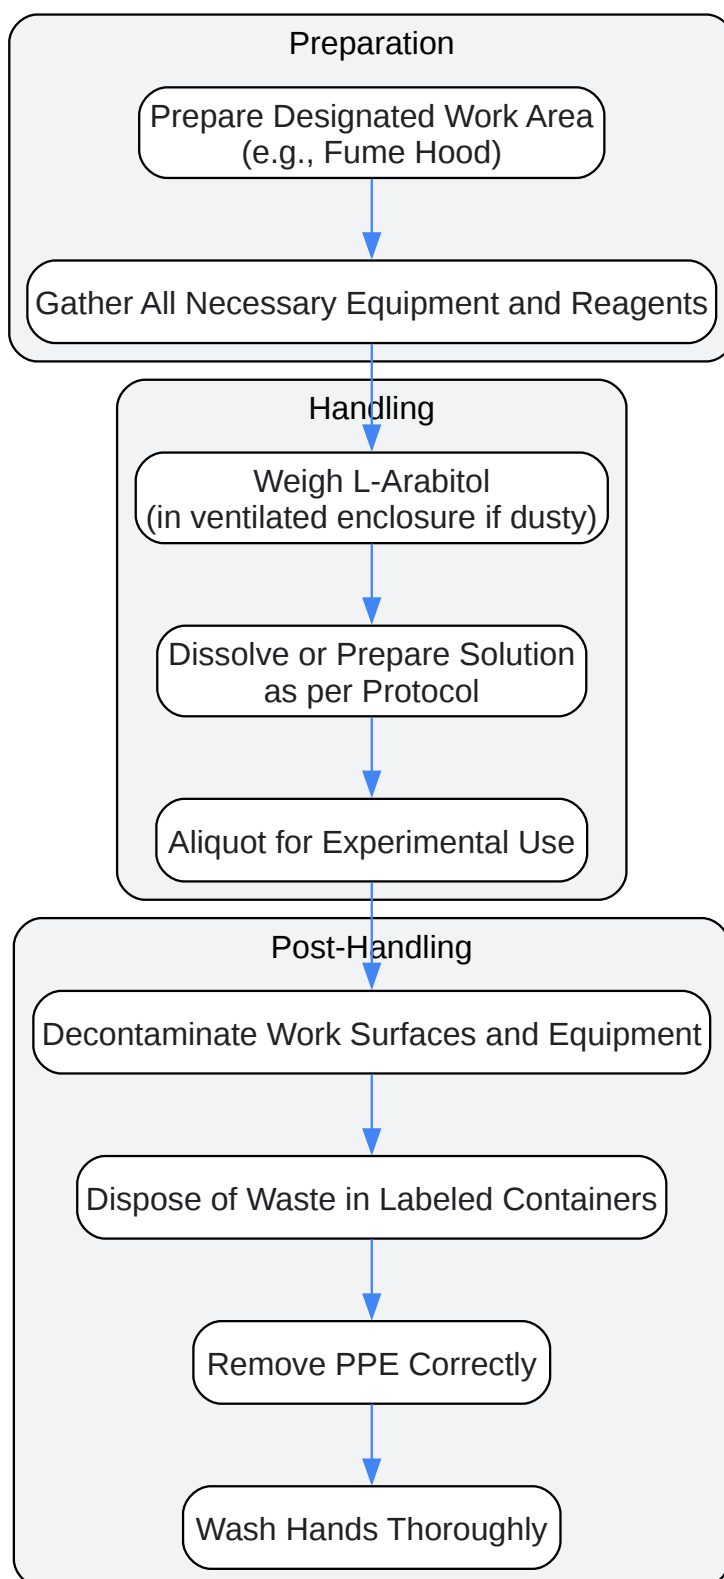 Preparation
Prepare Designated Work Area
(e.g., Fume Hood)
Gather All Necessary Equipment and Reagents
Handling
Weigh L-Arabitol
(in ventilated enclosure if dusty)
Dissolve or Prepare Solution
as per Protocol
Aliquot for Experimental Use
Post-Handling
Decontaminate Work Surfaces and Equipment
Dispose of Waste in Labeled Containers
Remove PPE Correctly
Wash Hands Thoroughly